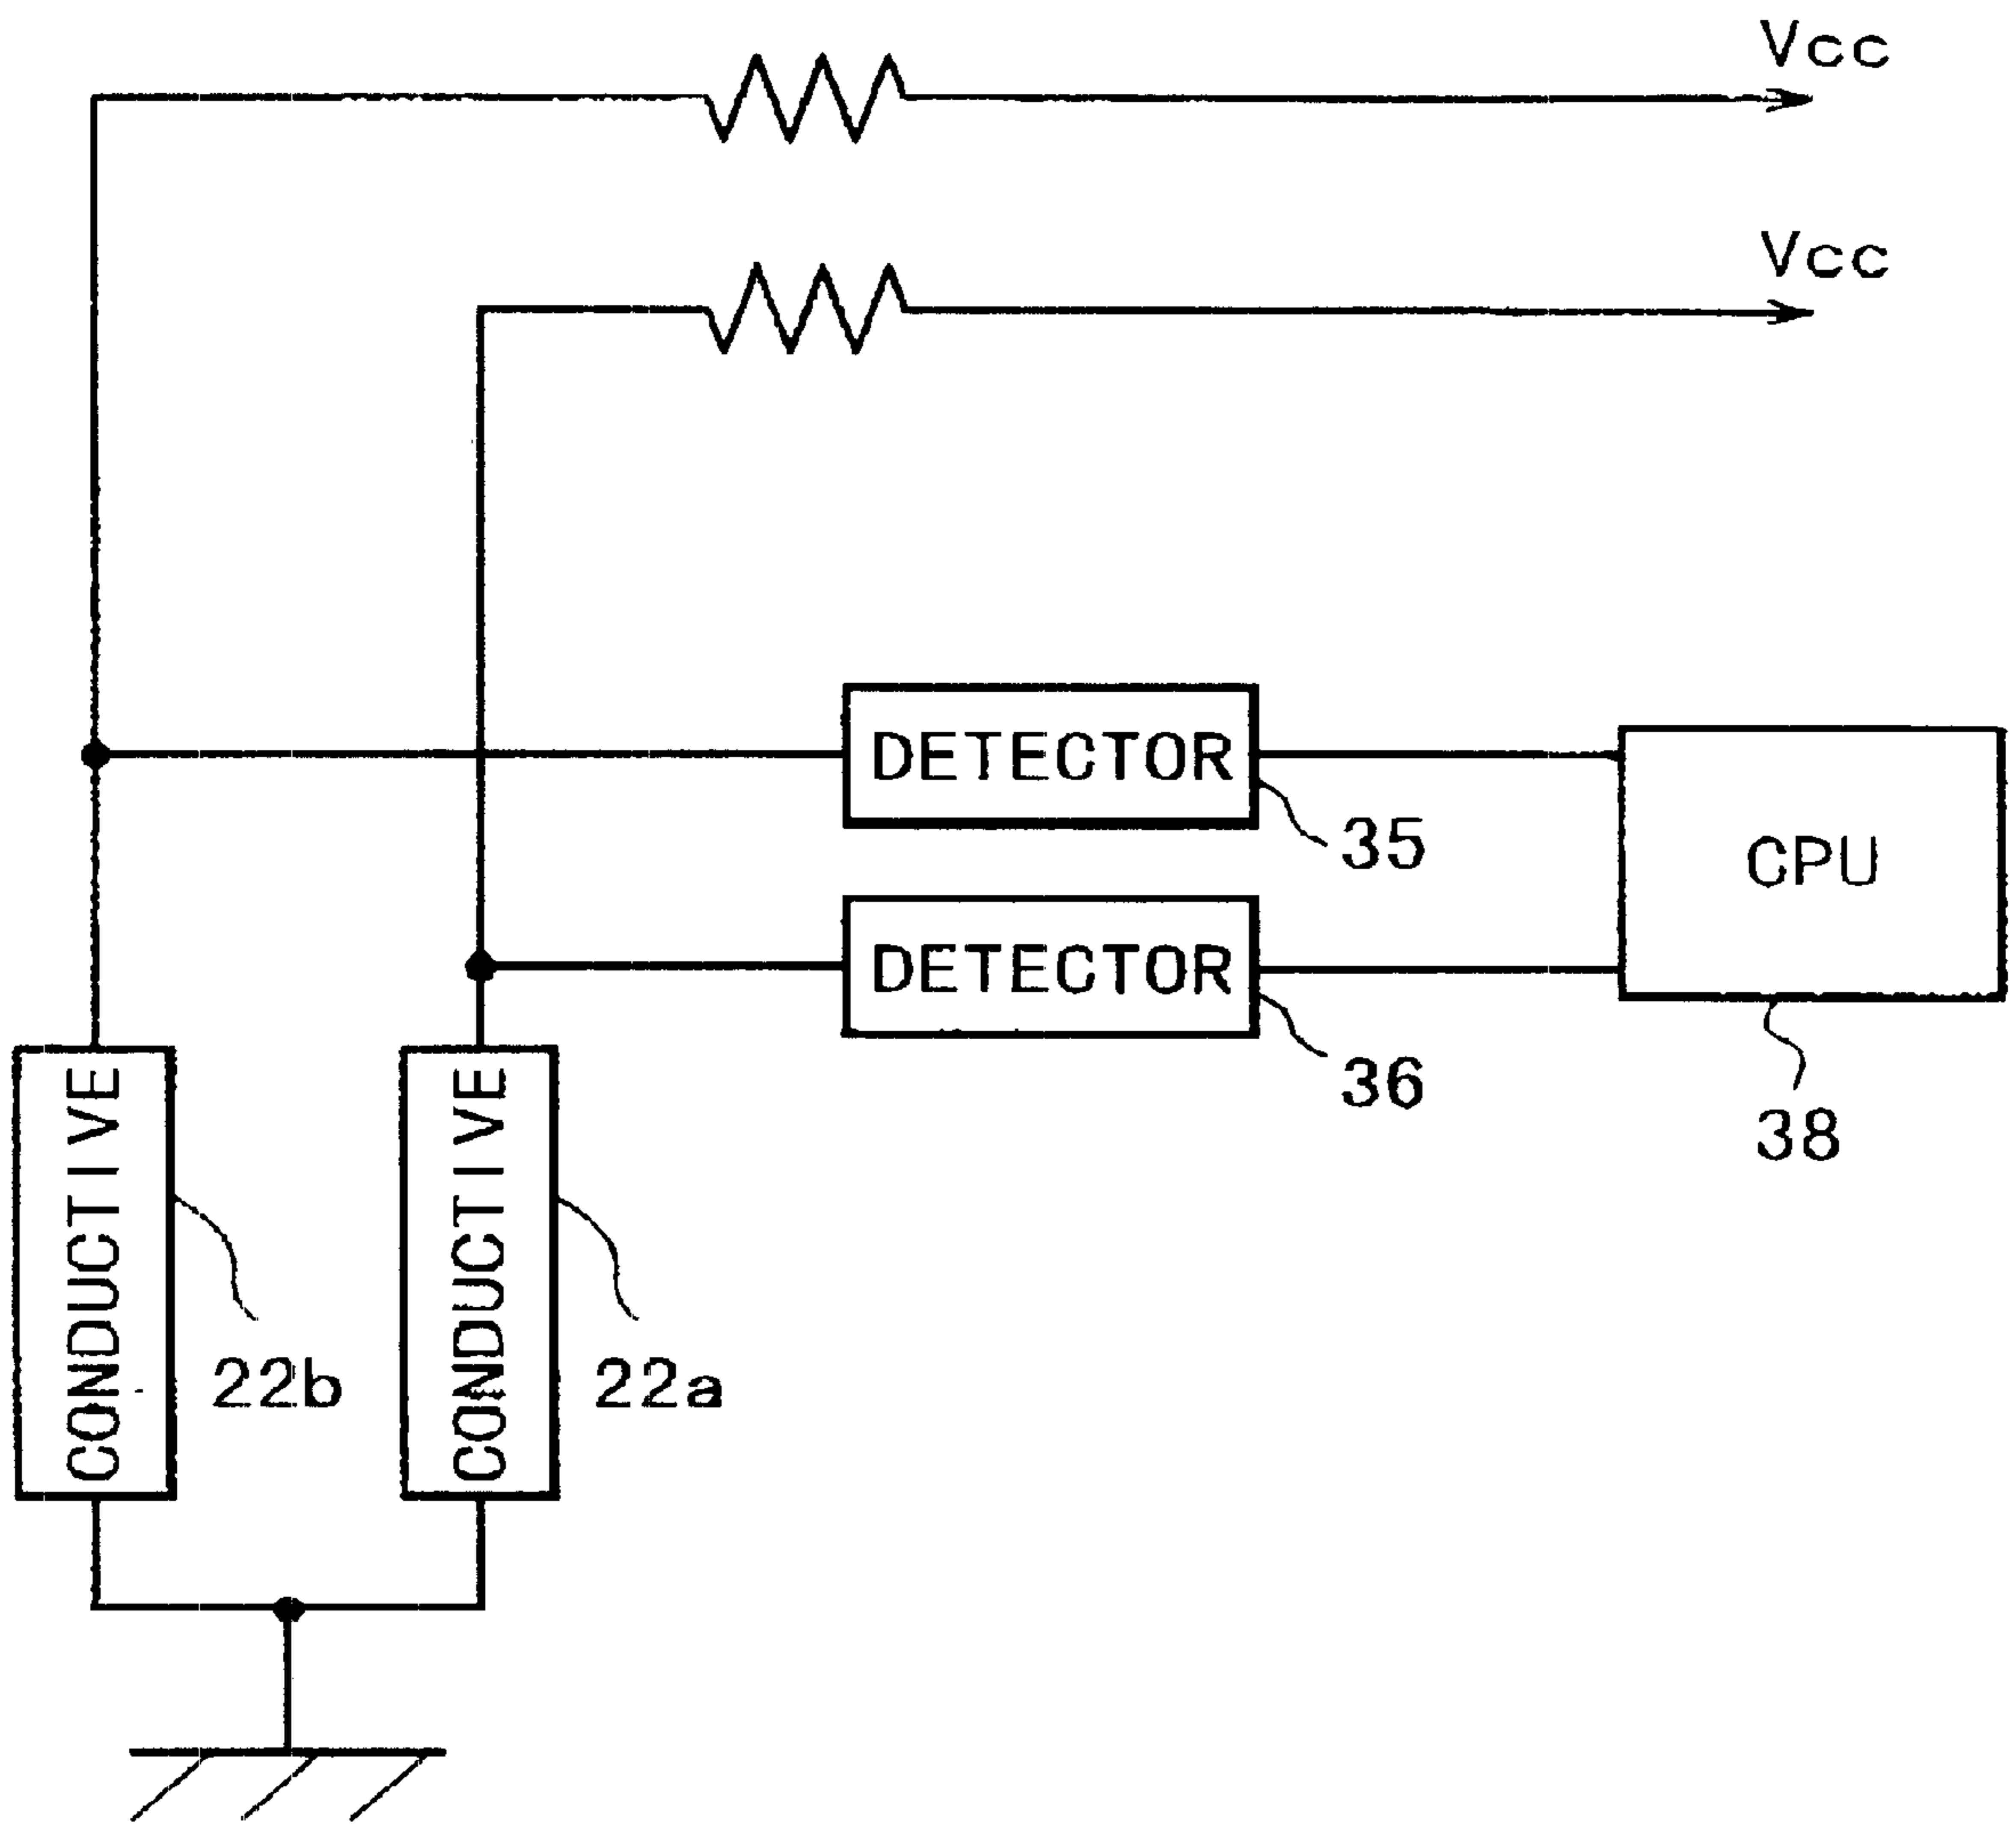 Vcc
Vcc
DETECTOR
35
CPU
DETECTOR
36
38
CONDUCTIVE
22b
CONDUCTIVE
22a